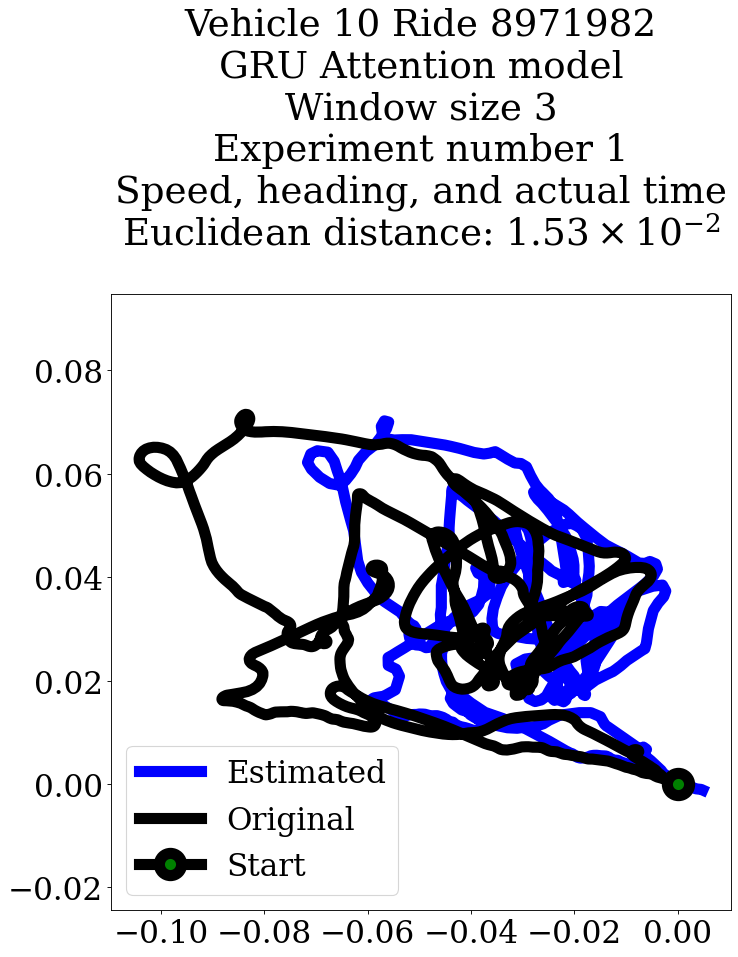 Vehicle 10 Ride 8971982
GRU Attention model
Window size 3
Experiment number 1
Speed, heading, and actual time
Euclidean distance: 1.53 × 10⁻²
0.08
0.06
0.04
0.02
0.00
−0.02
Estimated
Original
Start
−0.10 −0.08 −0.06 −0.04 −0.02 0.00